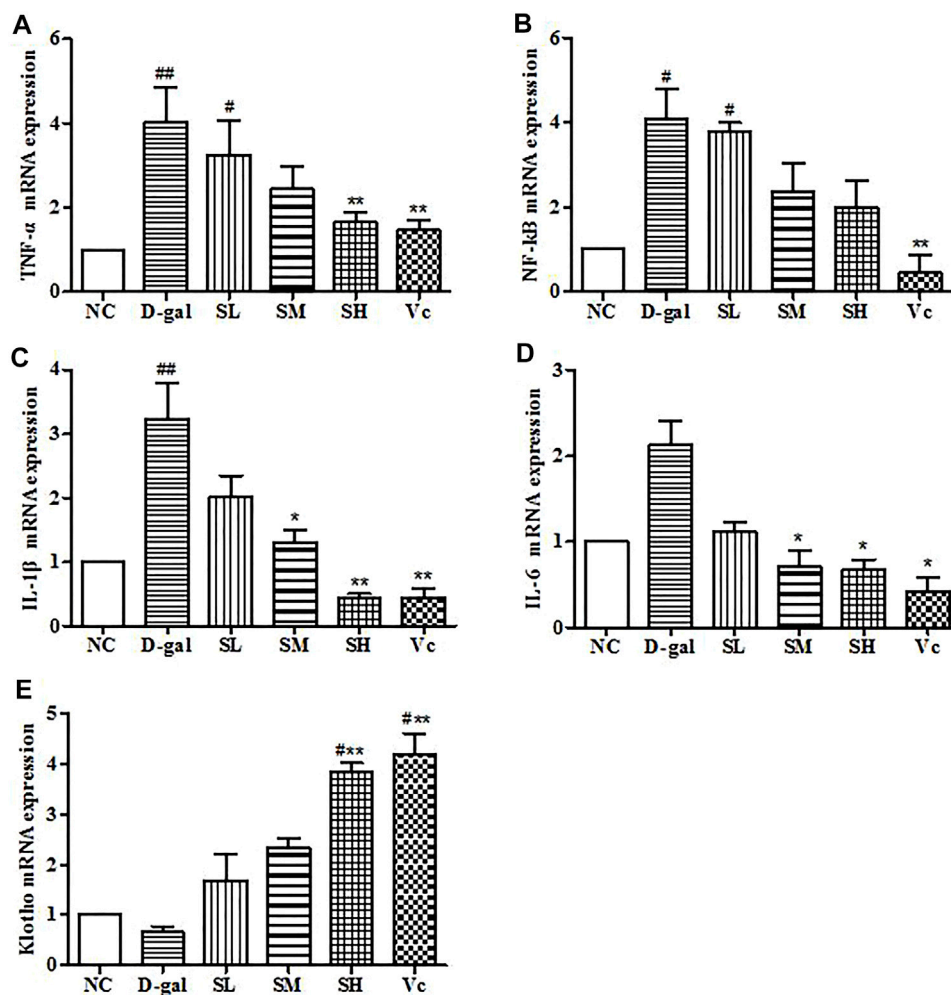 A
TNF-α mRNA expression
6
4
2
0
##
#
**
**
NC D-gal SL SM SH Vc
B
NF-kB mRNA expression
6
4
2
0
#
#
**
NC D-gal SL SM SH Vc
C
IL-1β mRNA expression
4
3
2
1
0
##
*
**
**
NC D-gal SL SM SH Vc
D
IL-6 mRNA expression
3
2
1
0
*
*
*
NC D-gal SL SM SH Vc
E
Klotho mRNA expression
5
4
3
2
1
0
#**
#**
NC D-gal SL SM SH Vc